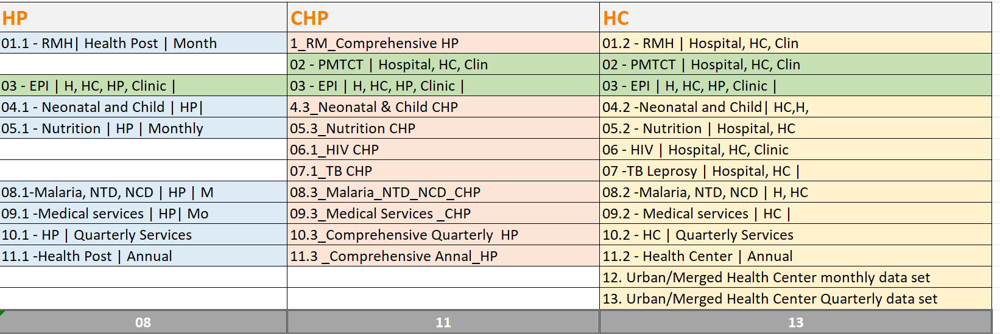 HP CHP HC
01.1 - RMH| Health Post | Month 1_RM_Comprehensive HP 01.2 - RMH | Hospital, HC, Clin
02 - PMTCT | Hospital, HC, Clin 02 - PMTCT | Hospital, HC, Clin
03 - EPI | H, HC, HP, Clinic | 03 - EPI | H, HC, HP, Clinic | 03 - EPI | H, HC, HP, Clinic |
04.1 - Neonatal and Child | HP| 4.3_Neonatal & Child CHP 04.2 -Neonatal and Child| HC,H,
05.1 - Nutrition | HP | Monthly 05.3_Nutrition CHP 05.2 - Nutrition | Hospital, HC
06.1_HIV CHP 06 - HIV | Hospital, HC, Clinic
07.1_TB CHP 07 -TB Leprosy | Hospital, HC |
08.1-Malaria, NTD, NCD | HP | M 08.3_Malaria_NTD_NCD_CHP 08.2 -Malaria, NTD, NCD | H, HC
09.1 -Medical services | HP| Mo 09.3_Medical Services _CHP 09.2 - Medical services | HC |
10.1 - HP | Quarterly Services 10.3_Comprehensive Quarterly  HP 10.2 - HC | Quarterly Services
11.1 -Health Post | Annual 11.3 _Comprehensive Annal_HP 11.2 - Health Center | Annual
12. Urban/Merged Health Center monthly data set
13. Urban/Merged Health Center Quarterly data set
08 11 13